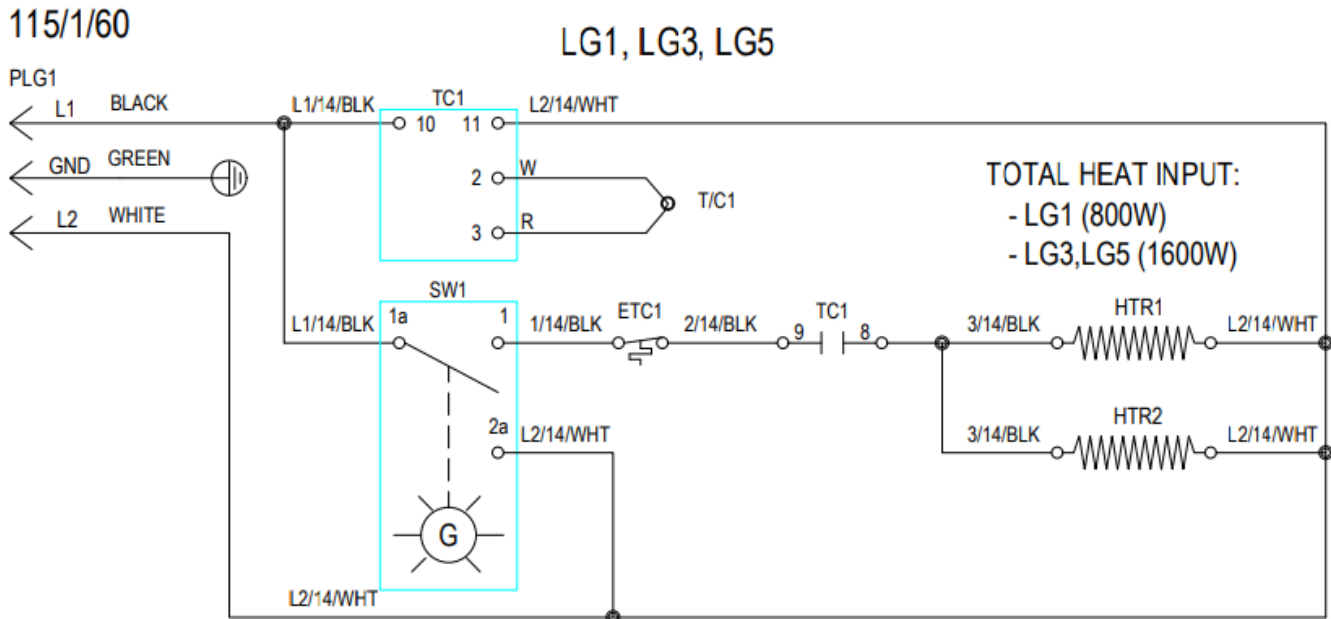 115/1/60
LG1, LG3, LG5
PLG1
L1 BLACK L1/14/BLK TC1 L2/14/WHT
10 11
GND GREEN
2 W
T/C1
TOTAL HEAT INPUT:
- LG1 (800W)
- LG3,LG5 (1600W)
L2 WHITE
3 R
SW1
L1/14/BLK 1a 1 1/14/BLK ETC1 2/14/BLK TC1 3/14/BLK HTR1 L2/14/WHT
9 8
2a L2/14/WHT 3/14/BLK HTR2 L2/14/WHT
G
L2/14/WHT